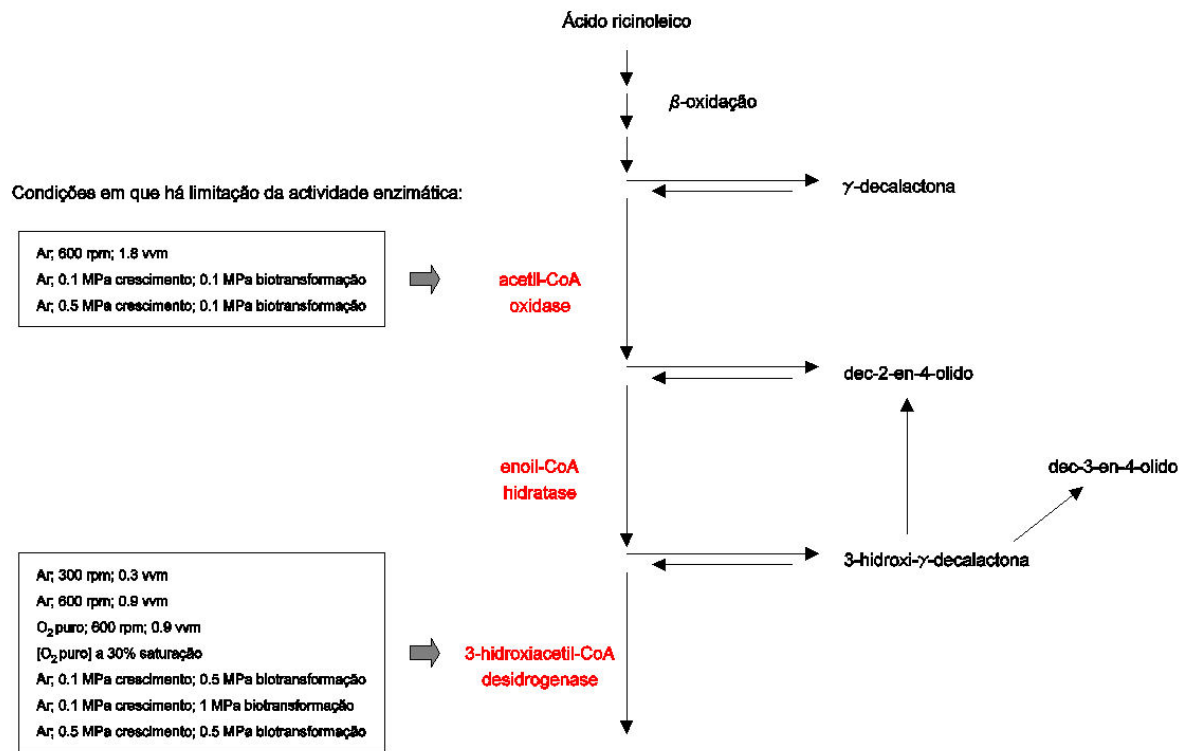 Ácido ricinoleico
β-oxidação
Condições em que há limitação da actividade enzimática:
γ-decalactona
Ar; 600 rpm; 1.8 vvm
Ar; 0.1 MPa crescimento; 0.1 MPa biotransformação
Ar; 0.5 MPa crescimento; 0.1 MPa biotransformação
acetil-CoA
oxidase
dec-2-en-4-olido
enoil-CoA
hidratase
dec-3-en-4-olido
3-hidroxi-γ-decalactona
Ar; 300 rpm; 0.3 vvm
Ar; 600 rpm; 0.9 vvm
O₂ puro; 600 rpm; 0.9 vvm
[O₂ puro] a 30% saturação
Ar; 0.1 MPa crescimento; 0.5 MPa biotransformação
Ar; 0.1 MPa crescimento; 1 MPa biotransformação
Ar; 0.5 MPa crescimento; 0.5 MPa biotransformação
3-hidroxiacetil-CoA
desidrogenase